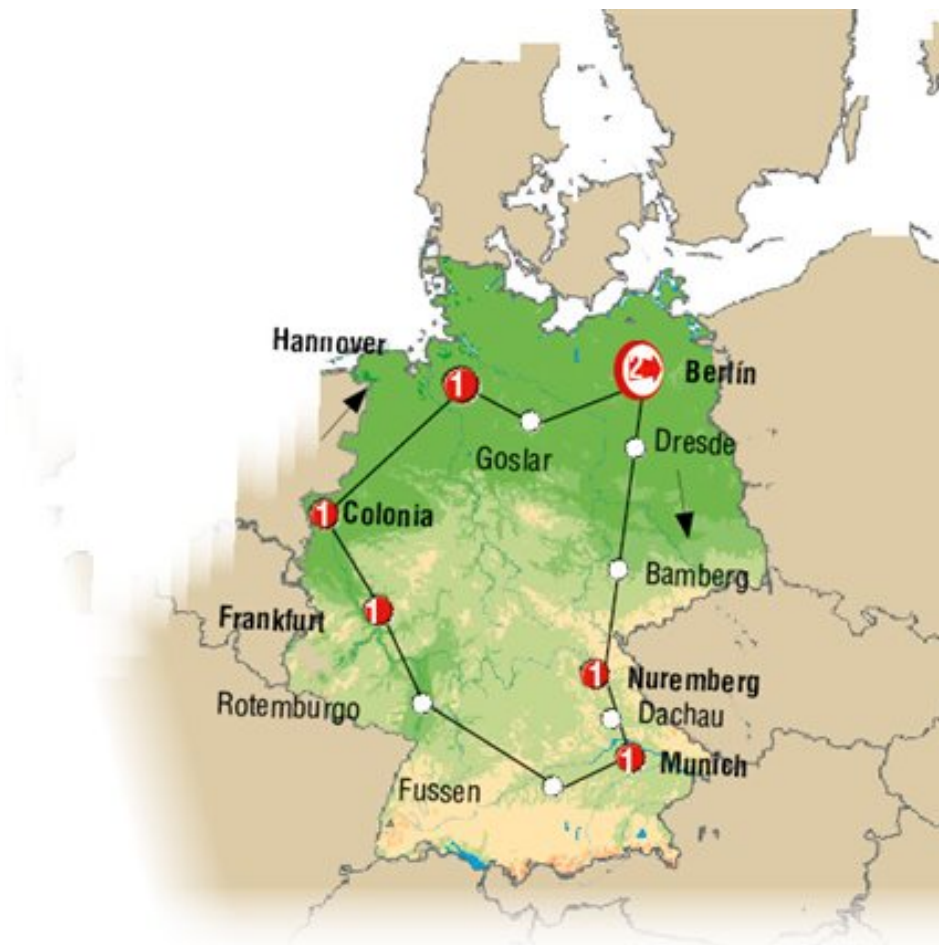 Hannover
1
2
Berlín
Goslar
Dresde
1
Colonia
Bamberg
1
Frankfurt
1
Nuremberg
Rotemburgo
Dachau
1
Munich
Fussen